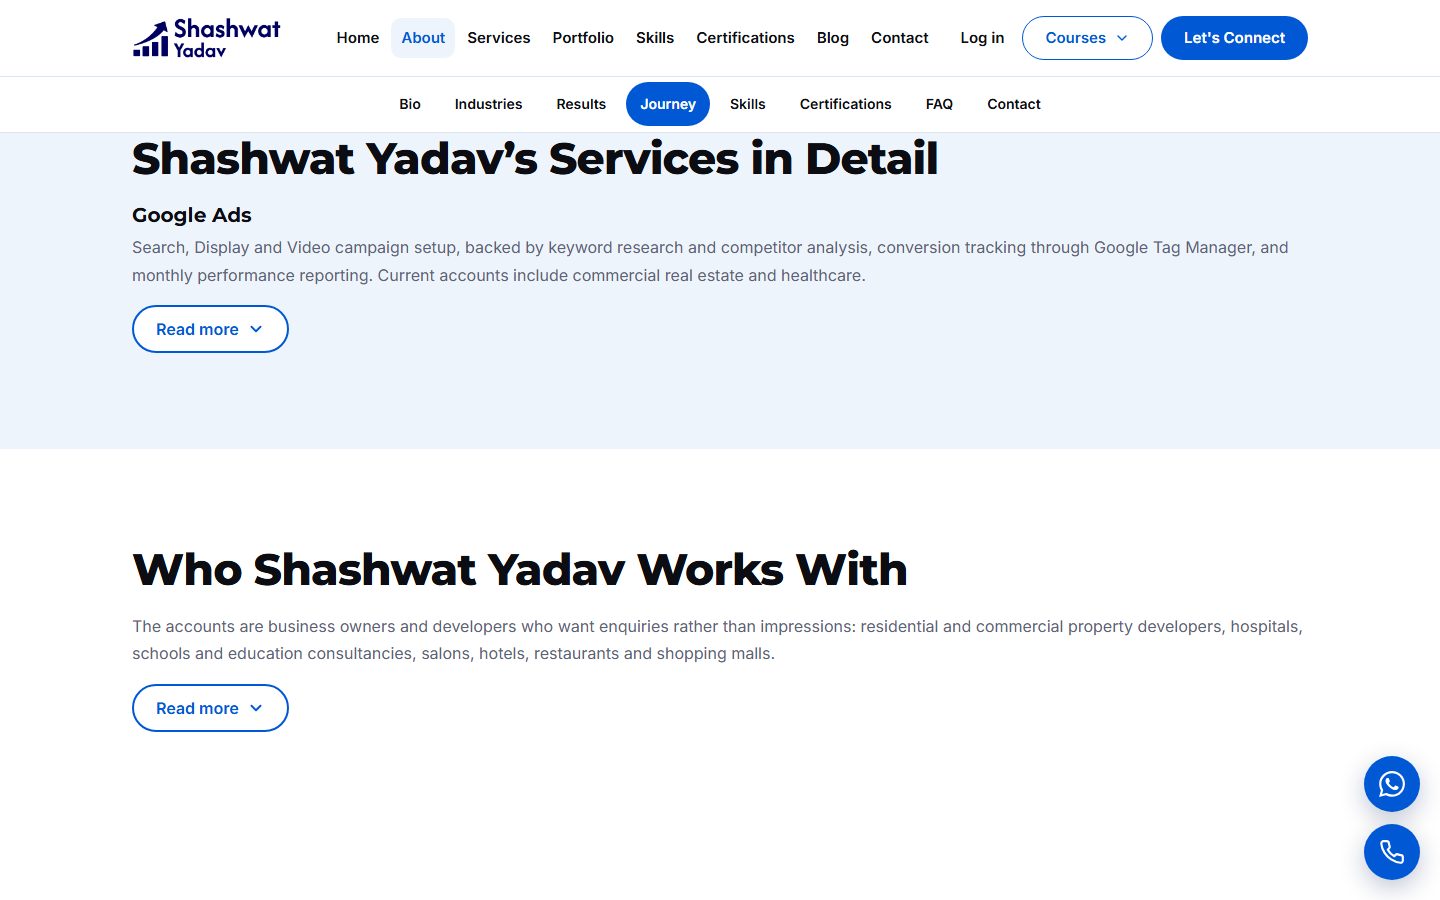 Shashwat
Yadav
Home About Services Portfolio Skills Certifications Blog Contact Log in Courses Let's Connect
Bio Industries Results Journey Skills Certifications FAQ Contact
Shashwat Yadav’s Services in Detail
Google Ads
Search, Display and Video campaign setup, backed by keyword research and competitor analysis, conversion tracking through Google Tag Manager, and
monthly performance reporting. Current accounts include commercial real estate and healthcare.
Read more
Who Shashwat Yadav Works With
The accounts are business owners and developers who want enquiries rather than impressions: residential and commercial property developers, hospitals,
schools and education consultancies, salons, hotels, restaurants and shopping malls.
Read more